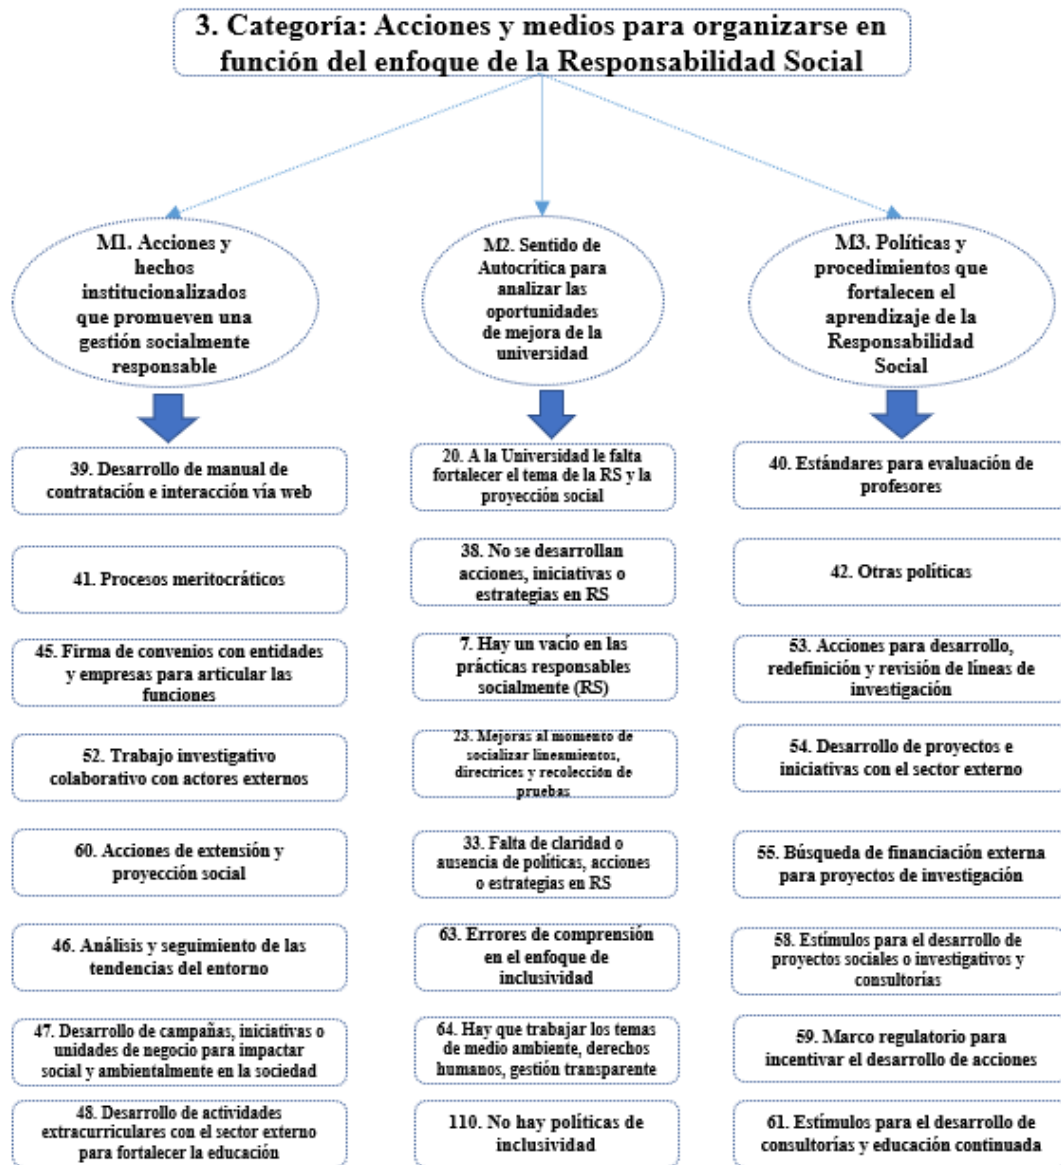 3. Categoría: Acciones y medios para organizarse en
función del enfoque de la Responsabilidad Social
M1. Acciones y
hechos
institucionalizados
que promueven una
gestión socialmente
responsable
M2. Sentido de
Autocrítica para
analizar las
oportunidades
de mejora de la
universidad
M3. Políticas y
procedimientos que
fortalecen el
aprendizaje de la
Responsabilidad
Social
39. Desarrollo de manual de
contratación e interacción vía web
41. Procesos meritocráticos
45. Firma de convenios con entidades
y empresas para articular las
funciones
52. Trabajo investigativo
colaborativo con actores externos
60. Acciones de extensión y
proyección social
46. Análisis y seguimiento de las
tendencias del entorno
47. Desarrollo de campañas, iniciativas o
unidades de negocio para impactar
social y ambientalmente en la sociedad
48. Desarrollo de actividades
extracurriculares con el sector externo
para fortalecer la educación
20. A la Universidad le falta
fortalecer el tema de la RS y la
proyección social
38. No se desarrollan
acciones, iniciativas o
estrategias en RS
7. Hay un vacío en las
prácticas responsables
socialmente (RS)
23. Mejoras al momento de
socializar lineamientos,
directrices y recolección de
pruebas
33. Falta de claridad o
ausencia de políticas, acciones
o estrategias en RS
63. Errores de comprensión
en el enfoque de
inclusividad
64. Hay que trabajar los temas
de medio ambiente, derechos
humanos, gestión transparente
110. No hay políticas de
inclusividad
40. Estándares para evaluación de
profesores
42. Otras políticas
53. Acciones para desarrollo,
redefinición y revisión de líneas de
investigación
54. Desarrollo de proyectos e
iniciativas con el sector externo
55. Búsqueda de financiación externa
para proyectos de investigación
58. Estímulos para el desarrollo de
proyectos sociales o investigativos y
consultorías
59. Marco regulatorio para
incentivar el desarrollo de acciones
61. Estímulos para el desarrollo de
consultorías y educación continuada